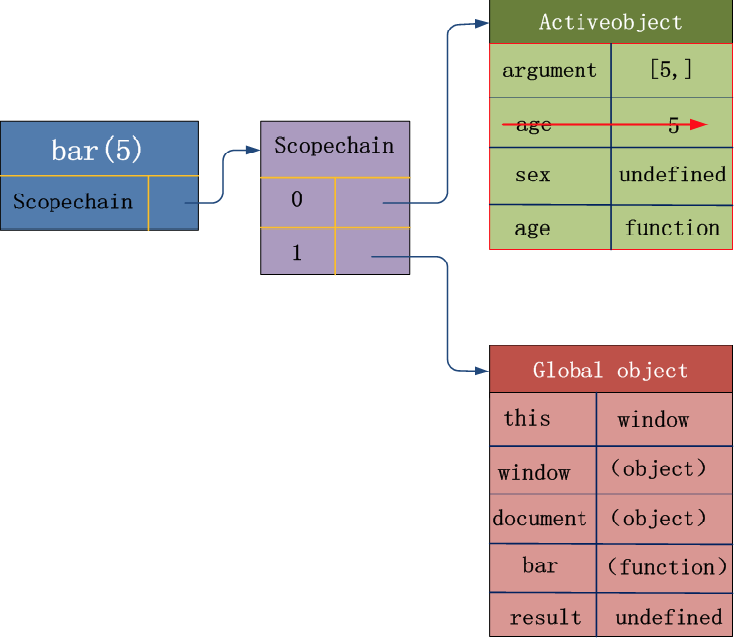 bar(5)
Scopechain
Scopechain
0
1
Activeobject
argument [5,]
age 5
sex undefined
age function
Global object
this window
window (object)
document (object)
bar (function)
result undefined